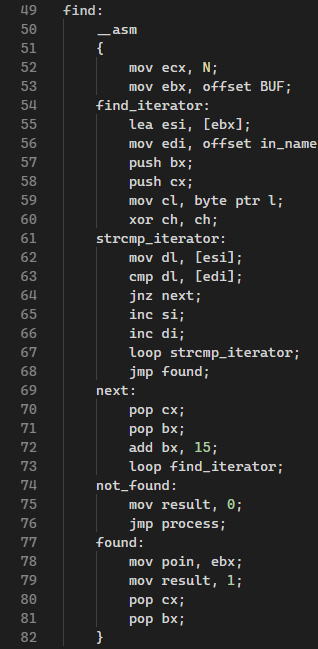 49 find:
50 __asm
51 {
52 mov ecx, N;
53 mov ebx, offset BUF;
54 find_iterator:
55 lea esi, [ebx];
56 mov edi, offset in_name
57 push bx;
58 push cx;
59 mov cl, byte ptr l;
60 xor ch, ch;
61 strcmp_iterator:
62 mov dl, [esi];
63 cmp dl, [edi];
64 jnz next;
65 inc si;
66 inc di;
67 loop strcmp_iterator;
68 jmp found;
69 next:
70 pop cx;
71 pop bx;
72 add bx, 15;
73 loop find_iterator;
74 not_found:
75 mov result, 0;
76 jmp process;
77 found:
78 mov poin, ebx;
79 mov result, 1;
80 pop cx;
81 pop bx;
82 }